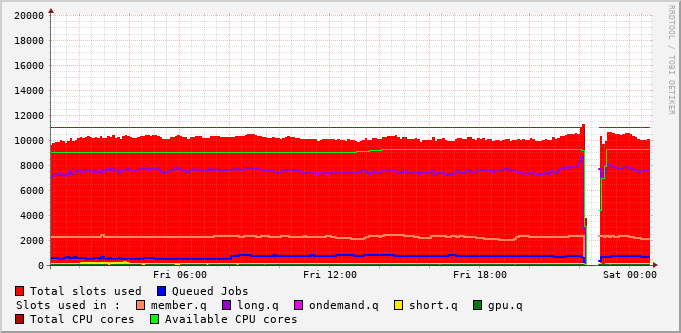 RRDTOOL / TOBI OETIKER
20000
18000
16000
14000
12000
10000
8000
6000
4000
2000
0
Fri 06:00 Fri 12:00 Fri 18:00 Sat 00:00
Total slots used Queued Jobs
Slots used in : member.q long.q ondemand.q short.q gpu.q
Total CPU cores Available CPU cores